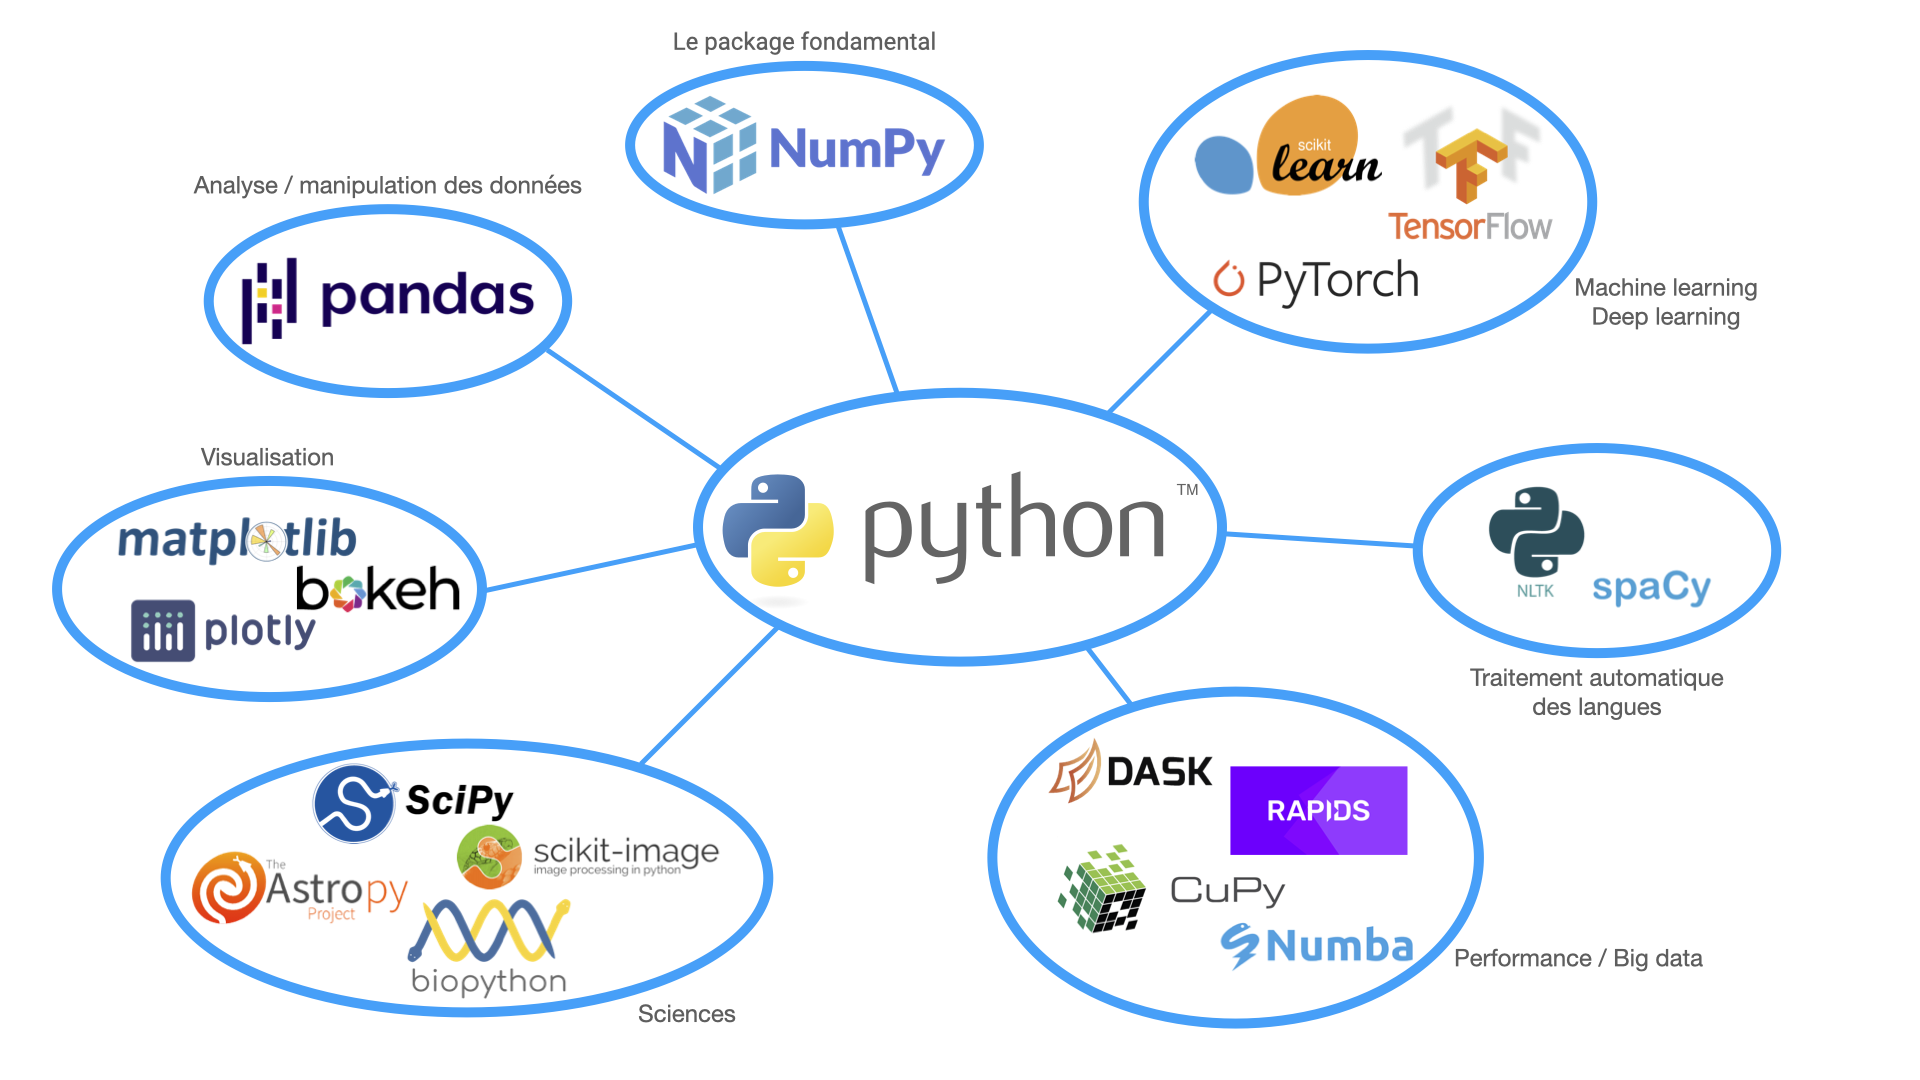 Le package fondamental
NumPy
Analyse / manipulation des données
pandas
scikit
learn
TensorFlow
PyTorch
Machine learning
Deep learning
Visualisation
matplotlib
bokeh
plotly
python TM
NLTK
spaCy
Traitement automatique
des langues
SciPy
scikit-image
image processing in python
The
Astropy
Project
biopython
Sciences
DASK
RAPIDS
CuPy
Numba
Performance / Big data